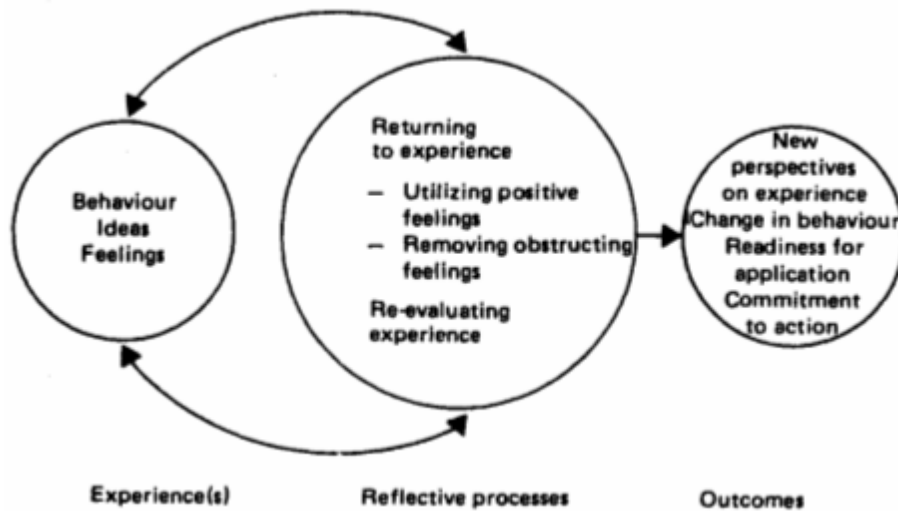 Behaviour
Ideas
Feelings
Returning
to experience
– Utilizing positive
feelings
– Removing obstructing
feelings
Re-evaluating
experience
New
perspectives
on experience
Change in behaviour
Readiness for
application
Commitment
to action
Experience(s)
Reflective processes
Outcomes